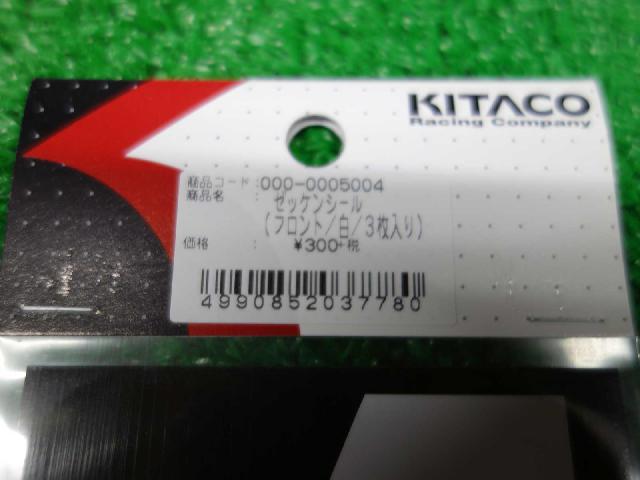 KITACO
Racing Company
商品コード : 000-0005004
商品名 : ゼッケンシール
(フロント/白/3枚入り)
価格 : ¥300+税
4990852037780